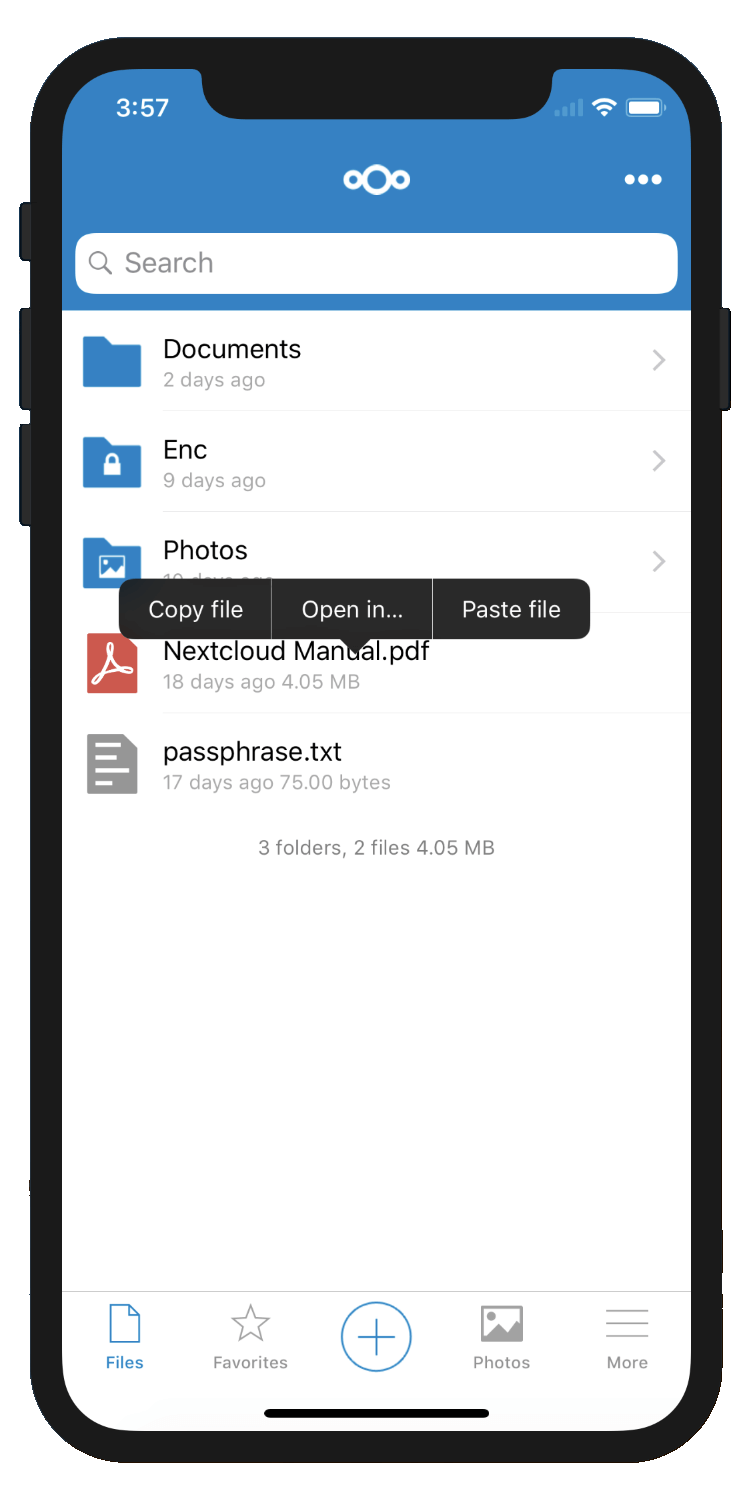 3:57
Search
Documents
2 days ago
Enc
9 days ago
Photos
Copy file
Open in...
Paste file
Nextcloud Manual.pdf
18 days ago 4.05 MB
passphrase.txt
17 days ago 75.00 bytes
3 folders, 2 files 4.05 MB
Files
Favorites
Photos
More